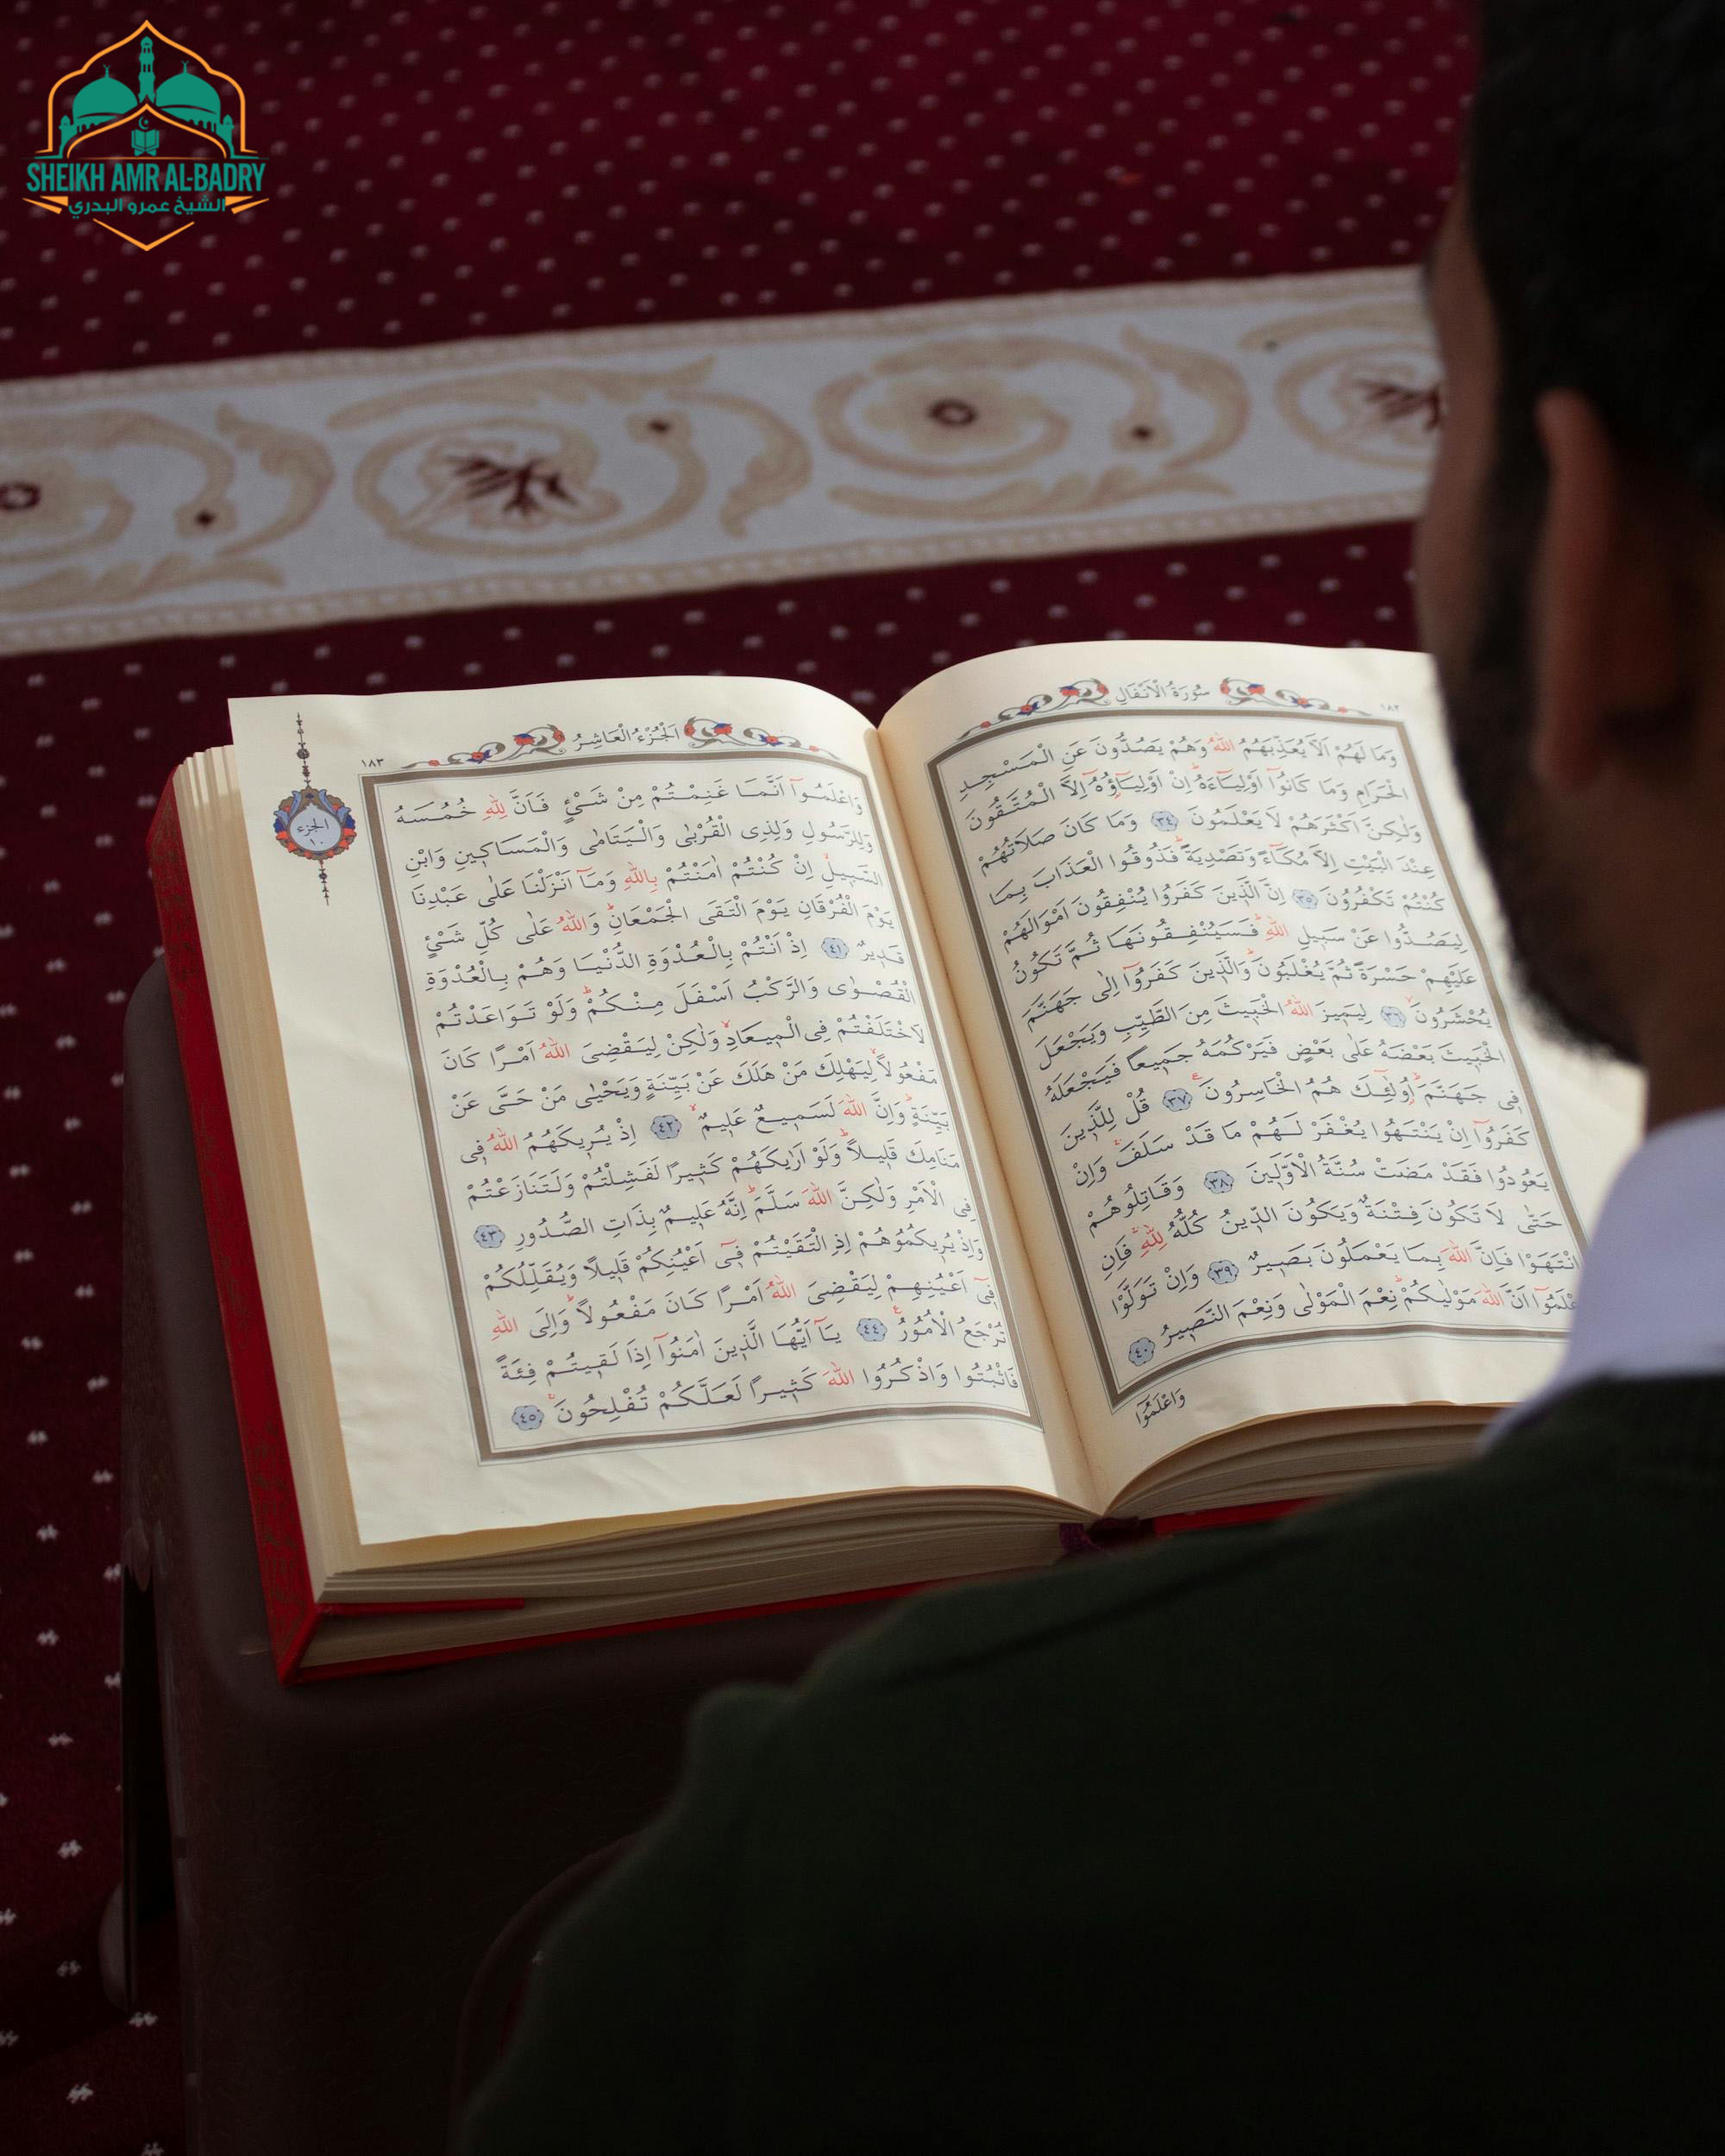 SHEIKH AMR AL-BADRY
الشيخ عمرو البدري
سُورَةُ الْاَنْفَالِ
١٨٢
وَمَا لَهُمْ اَلَّا يُعَذِّبَهُمُ اللّٰهُ وَهُمْ يَصُدُّونَ عَنِ الْمَسْجِدِ
الْحَرَامِ وَمَا كَانُٓوا اَوْلِيَٓاءَهُ اِنْ اَوْلِيَٓاؤُ۬هُٓ اِلَّا الْمُتَّقُونَ
وَلٰكِنَّ اَكْثَرَهُمْ لَا يَعْلَمُونَ ﴿٣٤﴾ وَمَا كَانَ صَلَاتُهُمْ
عِنْدَ الْبَيْتِ اِلَّا مُكَٓاءً وَتَصْدِيَةً فَذُوقُوا الْعَذَابَ بِمَا
كُنْتُمْ تَكْفُرُونَ ﴿٣٥﴾ اِنَّ الَّذِينَ كَفَرُوا يُنْفِقُونَ اَمْوَالَهُمْ
لِيَصُدُّوا عَنْ سَبِيلِ اللّٰهِ فَسَيُنْفِقُونَهَا ثُمَّ تَكُونُ
عَلَيْهِمْ حَسْرَةً ثُمَّ يُغْلَبُونَ وَالَّذِينَ كَفَرُٓوا اِلٰى جَهَنَّمَ
يُحْشَرُونَ ﴿٣٦﴾ لِيَمِيزَ اللّٰهُ الْخَبِيثَ مِنَ الطَّيِّبِ وَيَجْعَلَ
الْخَبِيثَ بَعْضَهُ عَلٰى بَعْضٍ فَيَرْكُمَهُ جَمِيعًا فَيَجْعَلَهُ
فِى جَهَنَّمَ اُو۬لٰٓئِكَ هُمُ الْخَاسِرُونَ ﴿٣٧﴾ قُلْ لِلَّذِينَ
كَفَرُٓوا اِنْ يَنْتَهُوا يُغْفَرْ لَهُمْ مَا قَدْ سَلَفَ وَاِنْ
يَعُودُوا فَقَدْ مَضَتْ سُنَّةُ الْاَوَّلِينَ ﴿٣٨﴾ وَقَاتِلُوهُمْ
حَتّٰى لَا تَكُونَ فِتْنَةٌ وَيَكُونَ الدِّينُ كُلُّهُ لِلّٰهِ فَاِنِ
انْتَهَوْا فَاِنَّ اللّٰهَ بِمَا يَعْمَلُونَ بَصِيرٌ ﴿٣٩﴾ وَاِنْ تَوَلَّوْا
اَنَّ اللّٰهَ مَوْلٰيكُمْ نِعْمَ الْمَوْلٰى وَنِعْمَ النَّصِيرُ ﴿٤٠﴾
وَاعْلَمُٓوا
اَلْجُزْءُ الْعَاشِرُ
١٨٣
الجزء
١٠
وَاعْلَمُٓوا اَنَّمَا غَنِمْتُمْ مِنْ شَىْءٍ فَاَنَّ لِلّٰهِ خُمُسَهُ
وَلِلرَّسُولِ وَلِذِى الْقُرْبٰى وَالْيَتَامٰى وَالْمَسَاكِينِ وَابْنِ
السَّبِيلِ اِنْ كُنْتُمْ اٰمَنْتُمْ بِاللّٰهِ وَمَٓا اَنْزَلْنَا عَلٰى عَبْدِنَا
يَوْمَ الْفُرْقَانِ يَوْمَ الْتَقَى الْجَمْعَانِ وَاللّٰهُ عَلٰى كُلِّ شَىْءٍ
قَدِيرٌ ﴿٤١﴾ اِذْ اَنْتُمْ بِالْعُدْوَةِ الدُّنْيَا وَهُمْ بِالْعُدْوَةِ
الْقُصْوٰى وَالرَّكْبُ اَسْفَلَ مِنْكُمْ وَلَوْ تَوَاعَدْتُمْ
لَاخْتَلَفْتُمْ فِى الْمِيعَادِ وَلٰكِنْ لِيَقْضِىَ اللّٰهُ اَمْرًا كَانَ
مَفْعُولًا لِيَهْلِكَ مَنْ هَلَكَ عَنْ بَيِّنَةٍ وَيَحْيٰى مَنْ حَىَّ عَنْ
بَيِّنَةٍ وَاِنَّ اللّٰهَ لَسَمِيعٌ عَلِيمٌ ﴿٤٢﴾ اِذْ يُرِيكَهُمُ اللّٰهُ فِى
مَنَامِكَ قَلِيلًا وَلَوْ اَرٰيكَهُمْ كَثِيرًا لَفَشِلْتُمْ وَلَتَنَازَعْتُمْ
فِى الْاَمْرِ وَلٰكِنَّ اللّٰهَ سَلَّمَ اِنَّهُ عَلِيمٌ بِذَاتِ الصُّدُورِ ﴿٤٣﴾
وَاِذْ يُرِيكُمُوهُمْ اِذِ الْتَقَيْتُمْ فِٓى اَعْيُنِكُمْ قَلِيلًا وَيُقَلِّلُكُمْ
فِٓى اَعْيُنِهِمْ لِيَقْضِىَ اللّٰهُ اَمْرًا كَانَ مَفْعُولًا وَاِلَى اللّٰهِ
تُرْجَعُ الْاُمُورُ ﴿٤٤﴾ يَٓا اَيُّهَا الَّذِينَ اٰمَنُٓوا اِذَا لَقِيتُمْ فِئَةً
فَاثْبُتُوا وَاذْكُرُوا اللّٰهَ كَثِيرًا لَعَلَّكُمْ تُفْلِحُونَ ﴿٤٥﴾